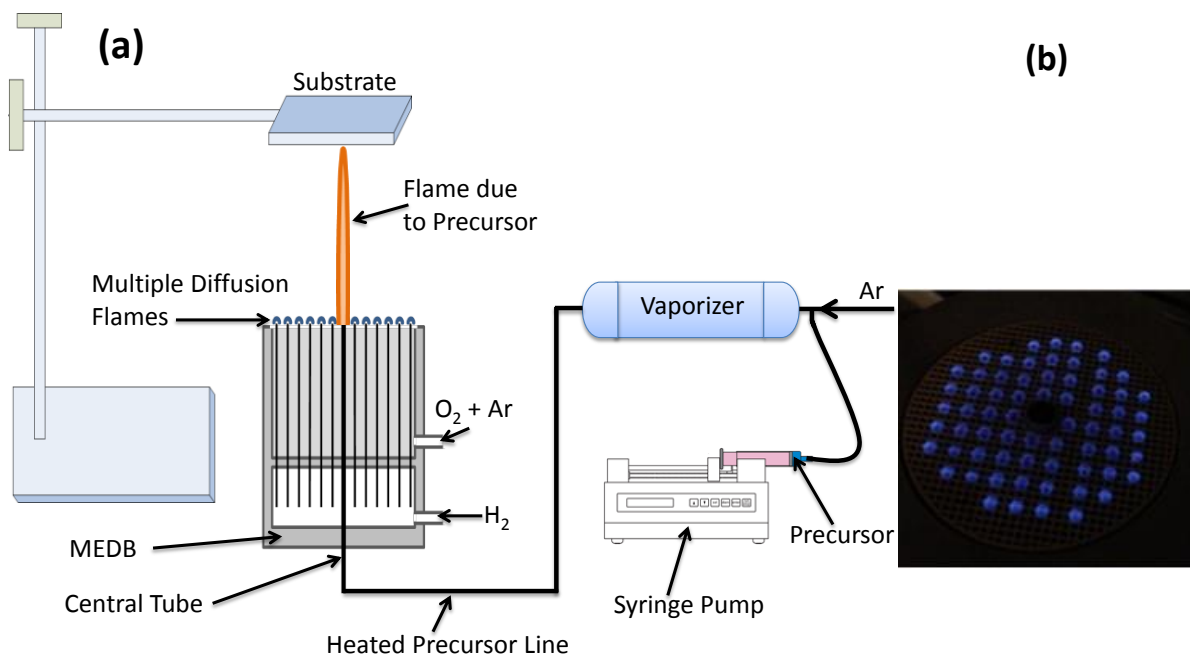 (a)
(b)
Substrate
Flame due
to Precursor
Multiple Diffusion
Flames
Vaporizer
Ar
O₂ + Ar
H₂
MEDB
Precursor
Central Tube
Syringe Pump
Heated Precursor Line